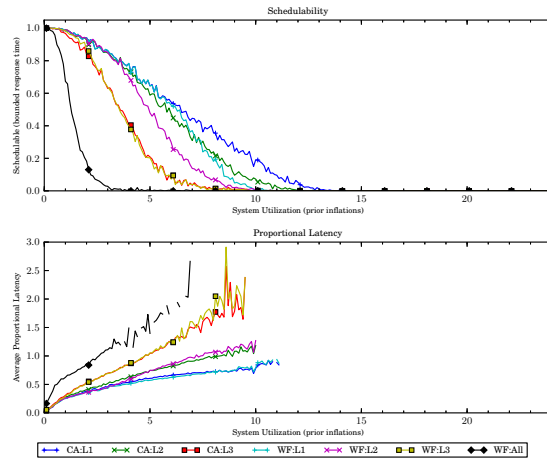 Schedulability
Schedulable (bounded response time)
1.0
0.8
0.6
0.4
0.2
0.0
0 5 10 15 20
System Utilization (prior inflations)
Proportional Latency
Average Proportional Latency
3.0
2.5
2.0
1.5
1.0
0.5
0.0
0 5 10 15 20
System Utilization (prior inflations)
CA:L1 CA:L2 CA:L3 WF:L1 WF:L2 WF:L3 WF:All